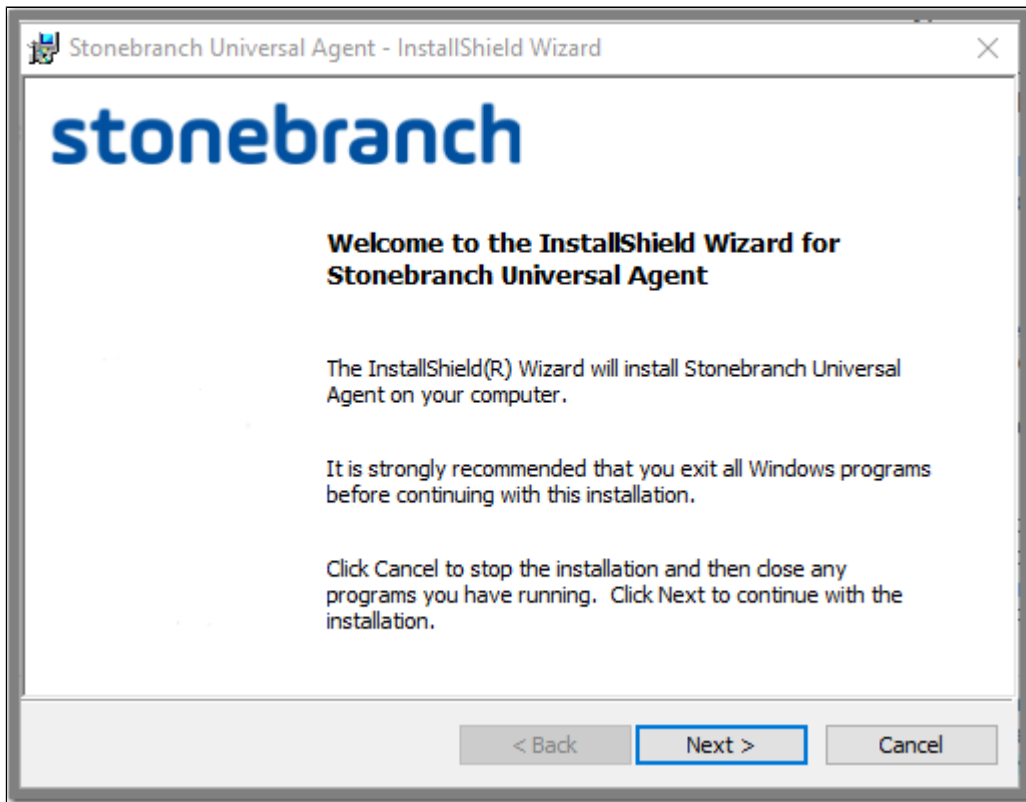 Stonebranch Universal Agent - InstallShield Wizard
stonebranch
Welcome to the InstallShield Wizard for
Stonebranch Universal Agent
The InstallShield(R) Wizard will install Stonebranch Universal
Agent on your computer.
It is strongly recommended that you exit all Windows programs
before continuing with this installation.
Click Cancel to stop the installation and then close any
programs you have running.  Click Next to continue with the
installation.
< Back
Next >
Cancel